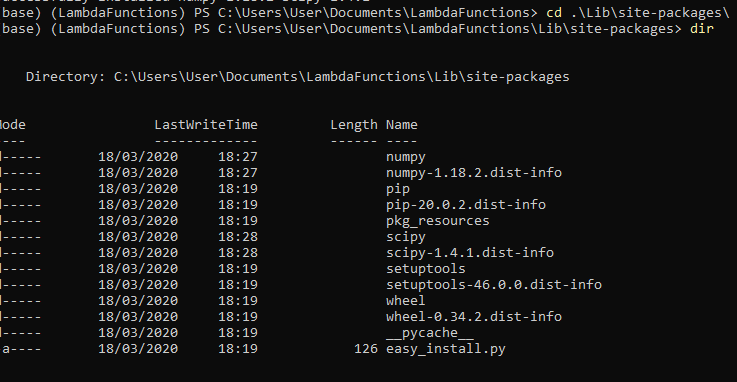 base) (LambdaFunctions) PS C:\Users\User\Documents\LambdaFunctions> cd .\Lib\site-packages\
base) (LambdaFunctions) PS C:\Users\User\Documents\LambdaFunctions\Lib\site-packages> dir
Directory: C:\Users\User\Documents\LambdaFunctions\Lib\site-packages
Mode LastWriteTime Length Name
---- ------------- ------ ----
d----- 18/03/2020 18:27 numpy
d----- 18/03/2020 18:27 numpy-1.18.2.dist-info
d----- 18/03/2020 18:19 pip
d----- 18/03/2020 18:19 pip-20.0.2.dist-info
d----- 18/03/2020 18:19 pkg_resources
d----- 18/03/2020 18:28 scipy
d----- 18/03/2020 18:28 scipy-1.4.1.dist-info
d----- 18/03/2020 18:19 setuptools
d----- 18/03/2020 18:19 setuptools-46.0.0.dist-info
d----- 18/03/2020 18:19 wheel
d----- 18/03/2020 18:19 wheel-0.34.2.dist-info
d----- 18/03/2020 18:19 __pycache__
a---- 18/03/2020 18:19 126 easy_install.py